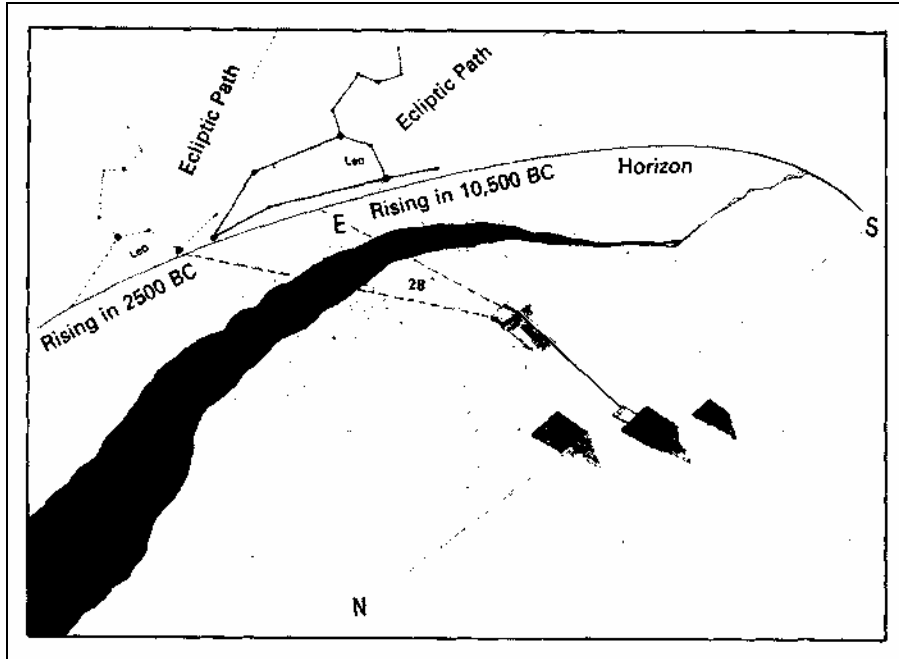 Ecliptic Path
Ecliptic Path
Leo
Leo
Rising in 10,500 BC
Horizon
E
S
Rising in 2500 BC
28°
N